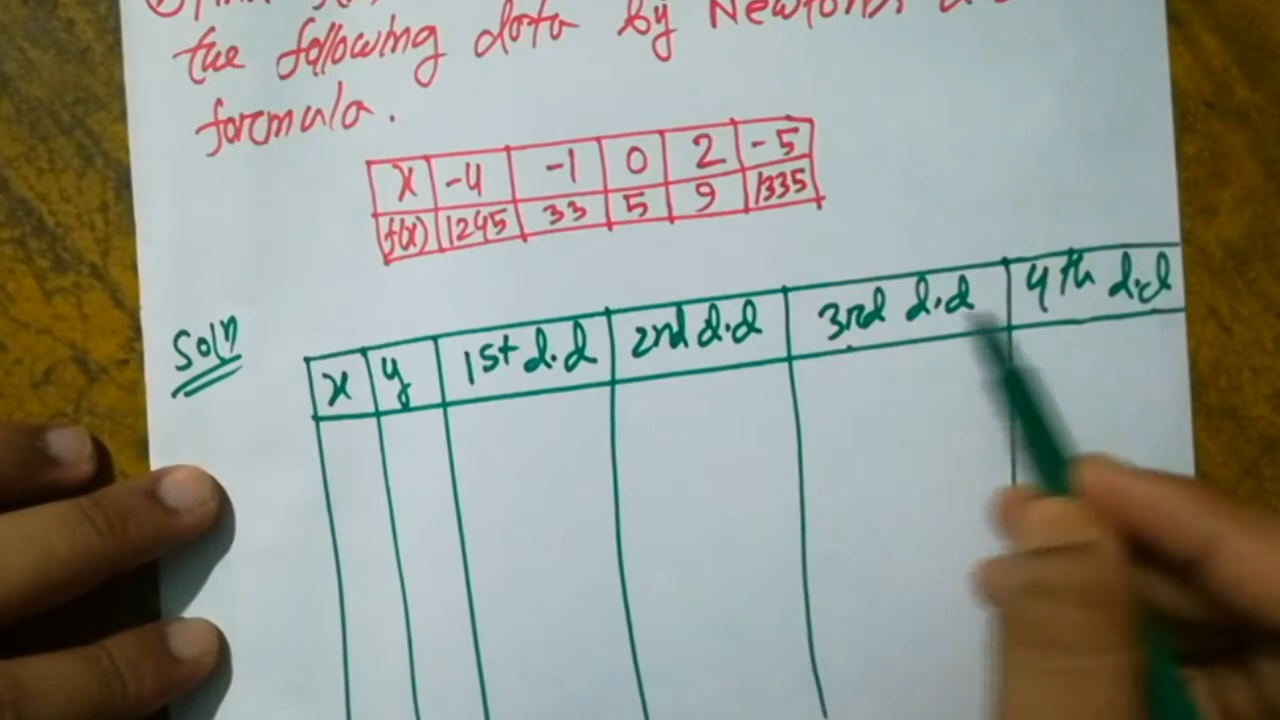 the following data by Newton's
formula.
x -4 -1 0 2 -5
f(x) 1245 33 5 9 1335
Soln
x y 1st d.d 2nd d.d 3rd d.d 4th d.d